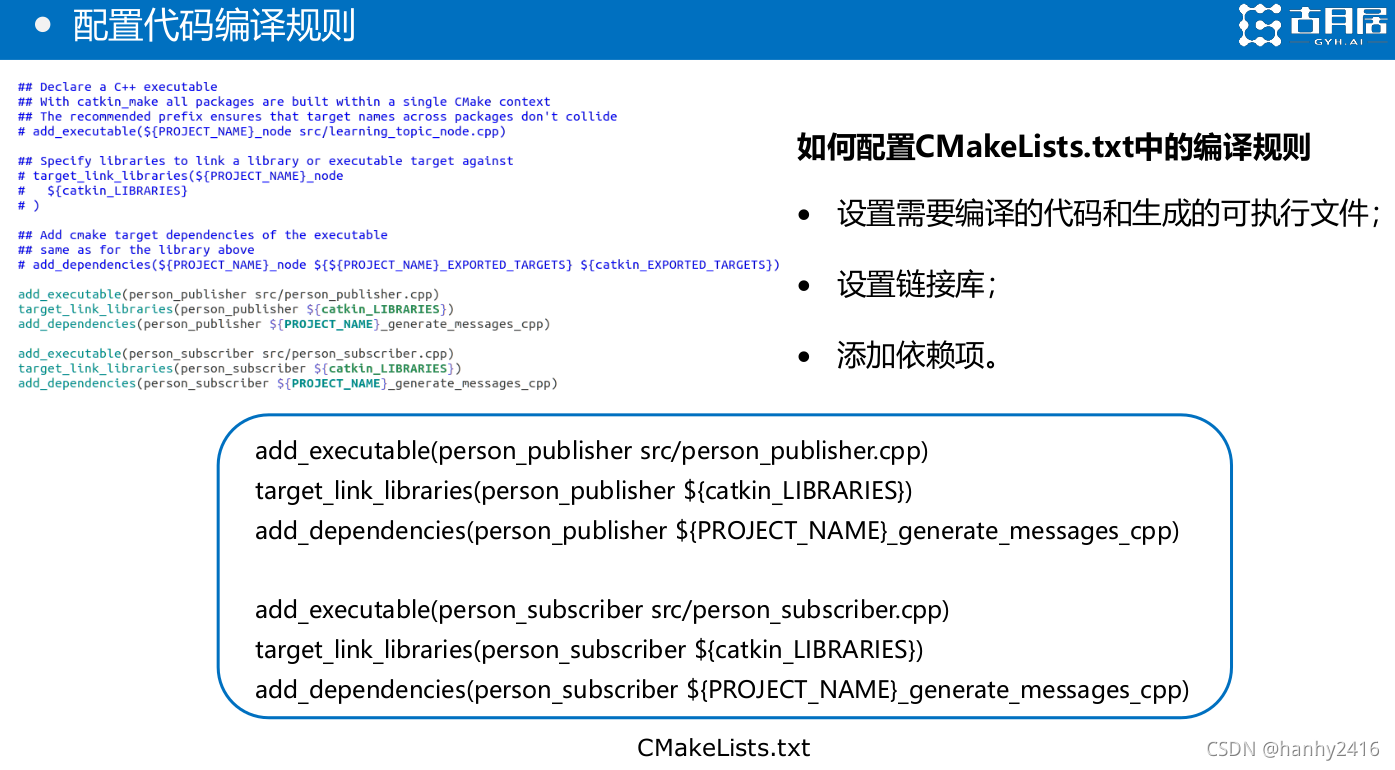 • 配置代码编译规则
古月居
GYH.AI
## Declare a C++ executable
## With catkin_make all packages are built within a single CMake context
## The recommended prefix ensures that target names across packages don't collide
# add_executable(${PROJECT_NAME}_node src/learning_topic_node.cpp)
## Specify libraries to link a library or executable target against
# target_link_libraries(${PROJECT_NAME}_node
#   ${catkin_LIBRARIES}
# )
## Add cmake target dependencies of the executable
## same as for the library above
# add_dependencies(${PROJECT_NAME}_node ${${PROJECT_NAME}_EXPORTED_TARGETS} ${catkin_EXPORTED_TARGETS})
add_executable(person_publisher src/person_publisher.cpp)
target_link_libraries(person_publisher ${catkin_LIBRARIES})
add_dependencies(person_publisher ${PROJECT_NAME}_generate_messages_cpp)
add_executable(person_subscriber src/person_subscriber.cpp)
target_link_libraries(person_subscriber ${catkin_LIBRARIES})
add_dependencies(person_subscriber ${PROJECT_NAME}_generate_messages_cpp)
如何配置CMakeLists.txt中的编译规则
• 设置需要编译的代码和生成的可执行文件；
• 设置链接库；
• 添加依赖项。
add_executable(person_publisher src/person_publisher.cpp)
target_link_libraries(person_publisher ${catkin_LIBRARIES})
add_dependencies(person_publisher ${PROJECT_NAME}_generate_messages_cpp)
add_executable(person_subscriber src/person_subscriber.cpp)
target_link_libraries(person_subscriber ${catkin_LIBRARIES})
add_dependencies(person_subscriber ${PROJECT_NAME}_generate_messages_cpp)
CMakeLists.txt
CSDN @hanhy2416